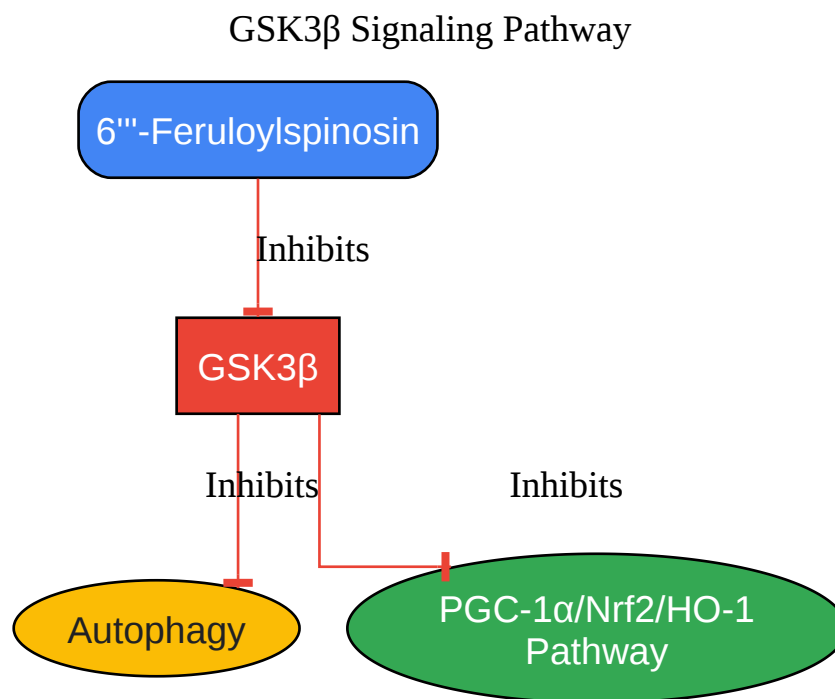 GSK3β Signaling Pathway
6'''-Feruloylspinosin
Inhibits
GSK3β
Inhibits
Inhibits
Autophagy
PGC-1α/Nrf2/HO-1
Pathway